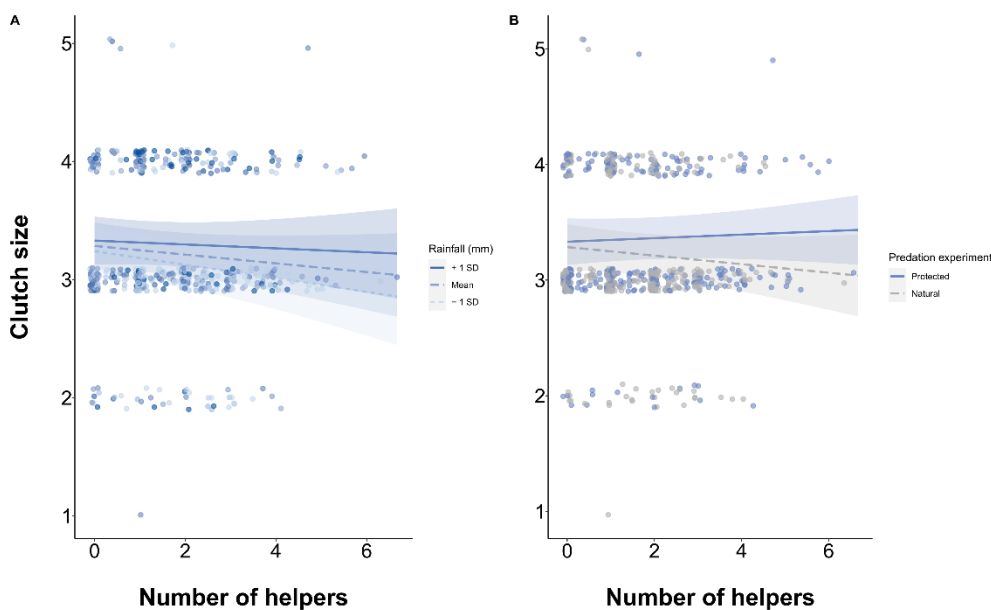 A
Clutch size
5
4
3
2
1
0
2
4
6
Number of helpers
Rainfall (mm)
+ 1 SD
Mean
− 1 SD
B
5
4
3
2
1
0
2
4
6
Number of helpers
Predation experiment
Protected
Natural